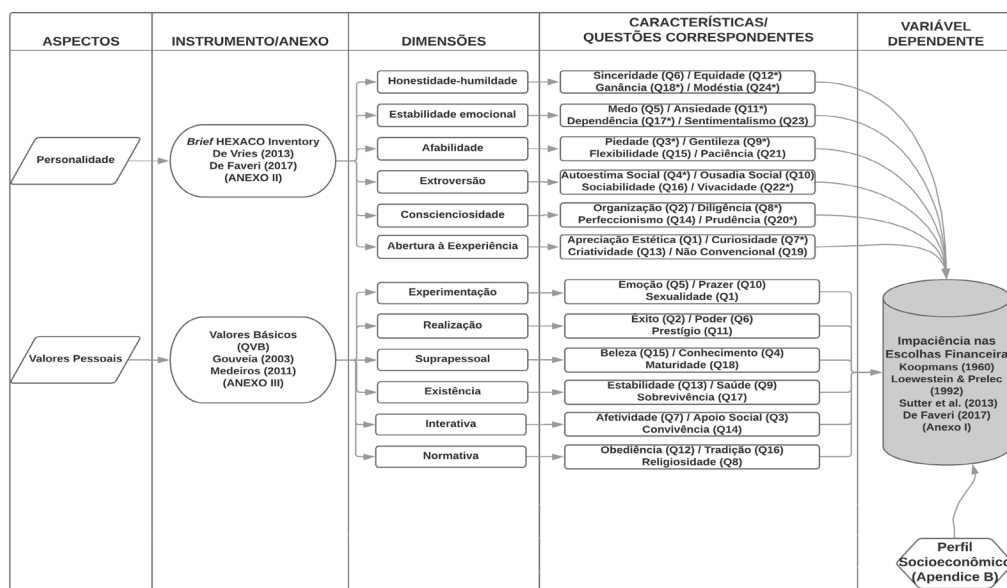 ASPECTOS
INSTRUMENTO/ANEXO
DIMENSÕES
CARACTERÍSTICAS/
QUESTÕES CORRESPONDENTES
VARIÁVEL
DEPENDENTE
Personalidade
Brief HEXACO Inventory
De Vries (2013)
De Faveri (2017)
(ANEXO II)
Honestidade-humildade
Sinceridade (Q6) / Equidade (Q12*)
Ganância (Q18*) / Modéstia (Q24*)
Estabilidade emocional
Medo (Q5) / Ansiedade (Q11*)
Dependência (Q17*) / Sentimentalismo (Q23)
Afabilidade
Piedade (Q3*) / Gentileza (Q9*)
Flexibilidade (Q15) / Paciência (Q21)
Extroversão
Autoestima Social (Q4*) / Ousadia Social (Q10)
Sociabilidade (Q16) / Vivacidade (Q22*)
Conscienciosidade
Organização (Q2) / Diligência (Q8*)
Perfeccionismo (Q14) / Prudência (Q20*)
Abertura à Eexperiência
Apreciação Estética (Q1) / Curiosidade (Q7*)
Criatividade (Q13) / Não Convencional (Q19)
Valores Pessoais
Valores Básicos
(QVB)
Gouveia (2003)
Medeiros (2011)
(ANEXO III)
Experimentação
Emoção (Q5) / Prazer (Q10)
Sexualidade (Q1)
Realização
Êxito (Q2) / Poder (Q6)
Prestígio (Q11)
Suprapessoal
Beleza (Q15) / Conhecimento (Q4)
Maturidade (Q18)
Existência
Estabilidade (Q13) / Saúde (Q9)
Sobrevivência (Q17)
Interativa
Afetividade (Q7) / Apoio Social (Q3)
Convivência (Q14)
Normativa
Obediência (Q12) / Tradição (Q16)
Religiosidade (Q8)
Impaciência nas
Escolhas Financeira
Koopmans (1960)
Loewestein & Prelec
(1992)
Sutter et al. (2013)
De Faveri (2017)
(Anexo I)
Perfil
Socioeconômico
(Apendice B)